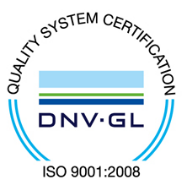 QUALITY SYSTEM CERTIFICATION
DNV·GL
ISO 9001:2008